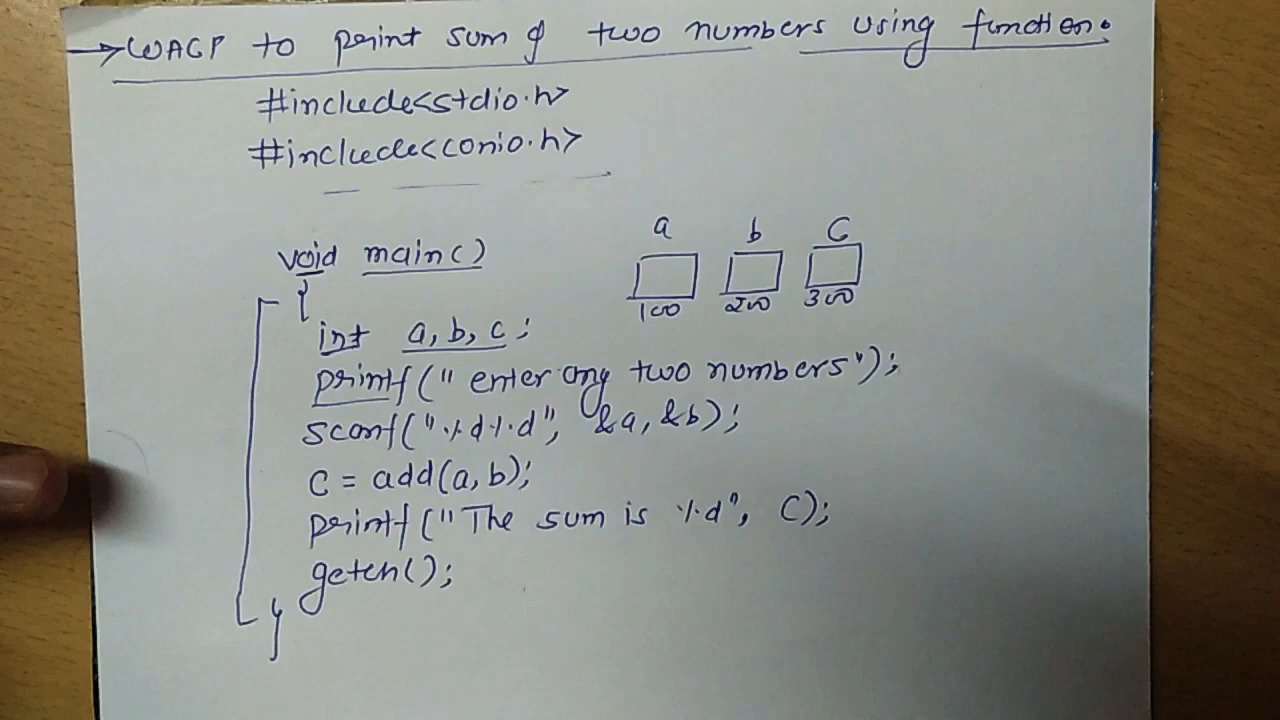 → WAGP to print sum of two numbers using function.
#include<stdio.h>
#include<conio.h>
void main()
{
int a, b, c;
printf(" enter any two numbers");
scanf("%d%d", &a, &b);
c = add(a, b);
printf("The sum is %d", c);
getch();
}
a b c
100 200 300